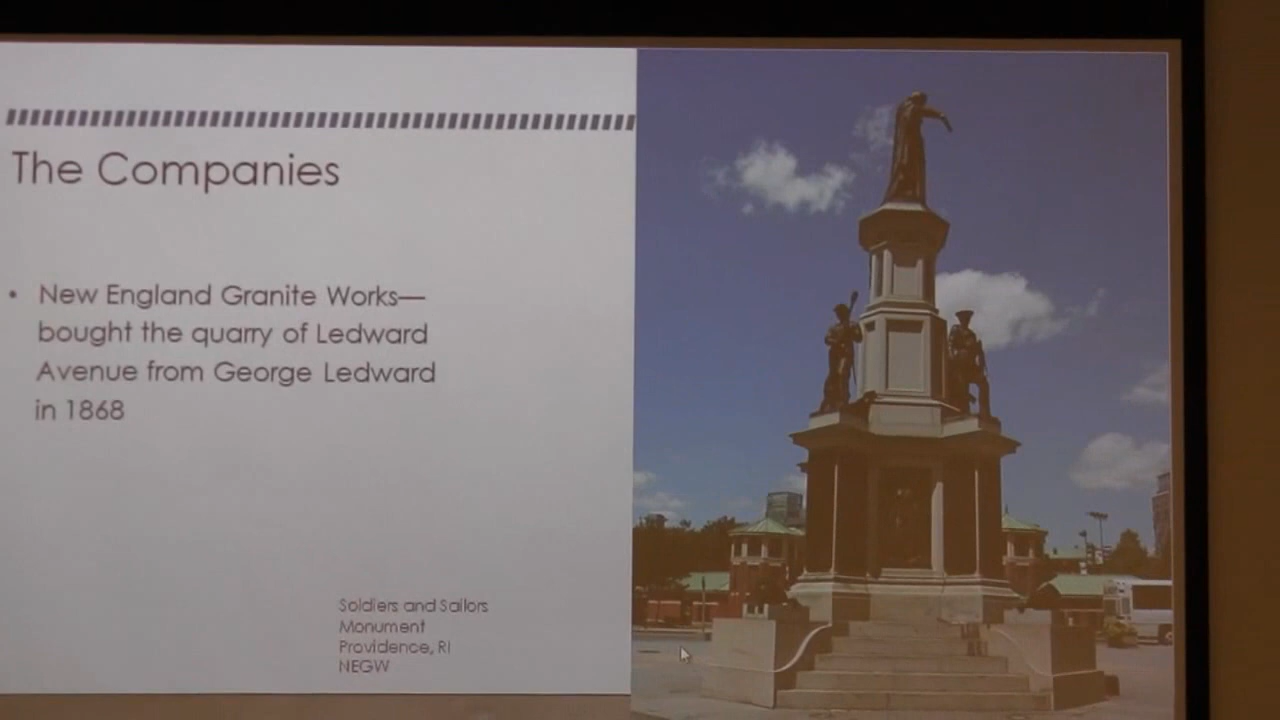 The Companies
• New England Granite Works—
bought the quarry of Ledward
Avenue from George Ledward
in 1868
Soldiers and Sailors
Monument
Providence, RI
NEGW